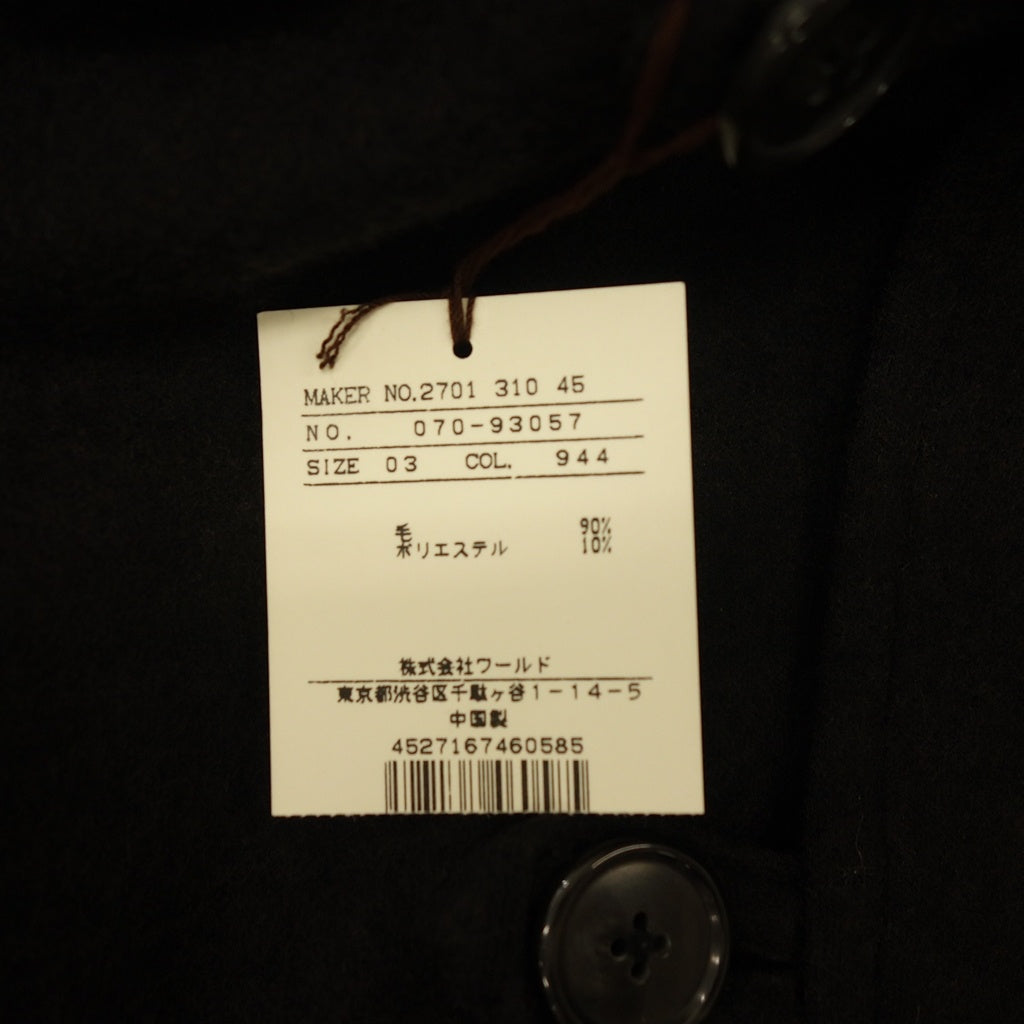 MAKER NO.2701 310 45
NO. 070-93057
SIZE 03 COL. 944
毛 90%
ポリエステル 10%
株式会社ワールド
東京都渋谷区千駄ヶ谷1-14-5
中国製
4527167460585